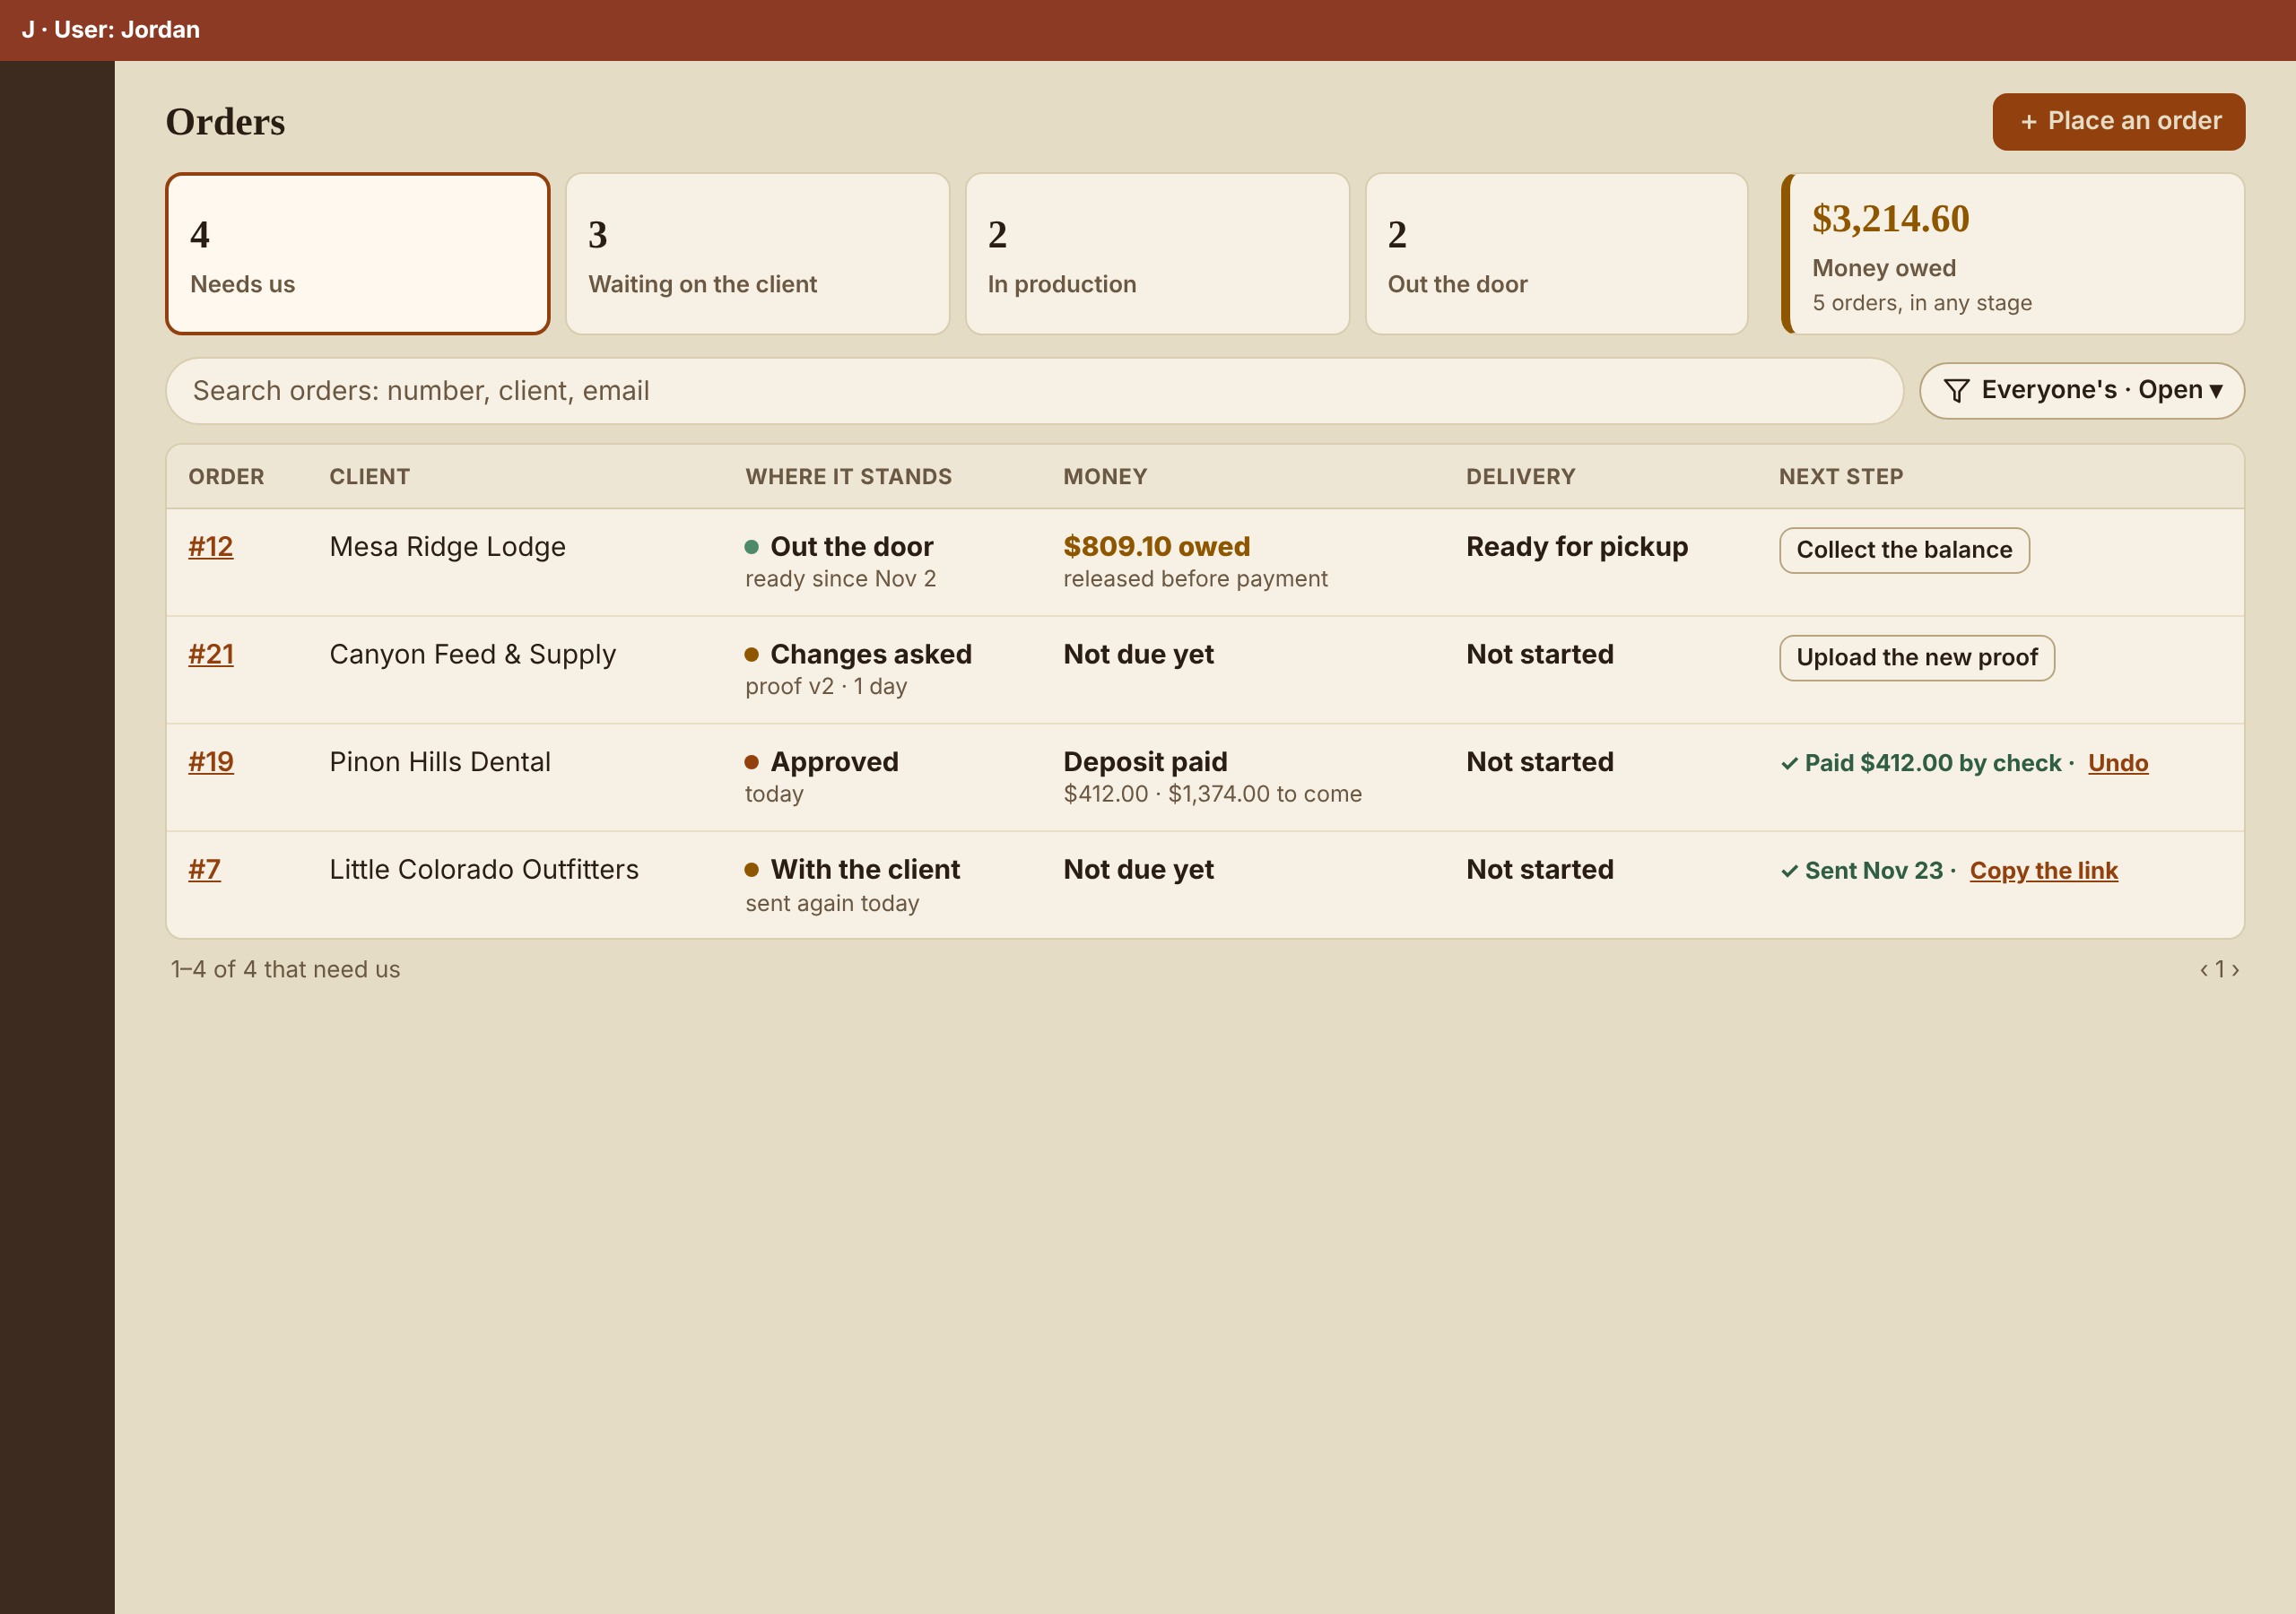 J · User: Jordan
Orders
+ Place an order
4
Needs us
3
Waiting on the client
2
In production
2
Out the door
$3,214.60
Money owed
5 orders, in any stage
Search orders: number, client, email
Everyone's · Open ▾
ORDER CLIENT WHERE IT STANDS MONEY DELIVERY NEXT STEP
#12 Mesa Ridge Lodge Out the door $809.10 owed Ready for pickup Collect the balance
ready since Nov 2 released before payment
#21 Canyon Feed & Supply Changes asked Not due yet Not started Upload the new proof
proof v2 · 1 day
#19 Pinon Hills Dental Approved Deposit paid Not started ✓ Paid $412.00 by check · Undo
today $412.00 · $1,374.00 to come
#7 Little Colorado Outfitters With the client Not due yet Not started ✓ Sent Nov 23 · Copy the link
sent again today
1–4 of 4 that need us ‹ 1 ›